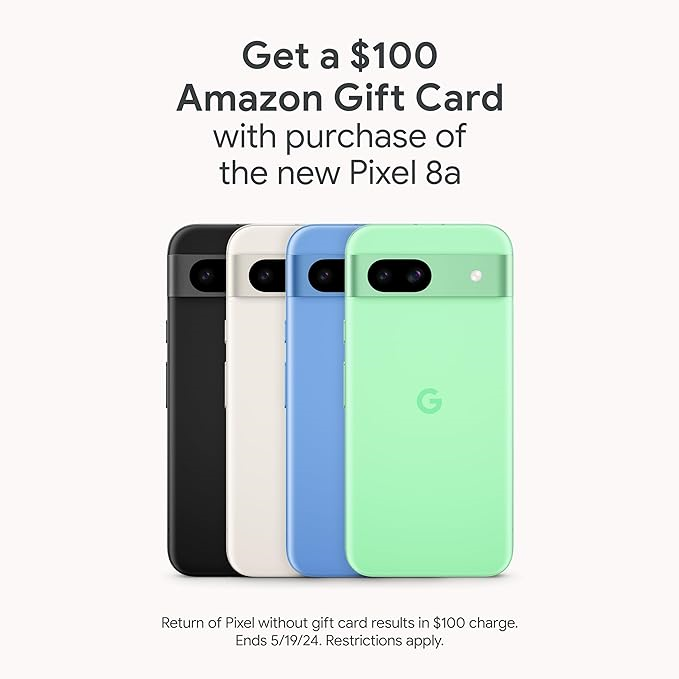 Get a $100
Amazon Gift Card
with purchase of
the new Pixel 8a
G
Return of Pixel without gift card results in $100 charge.
Ends 5/19/24. Restrictions apply.